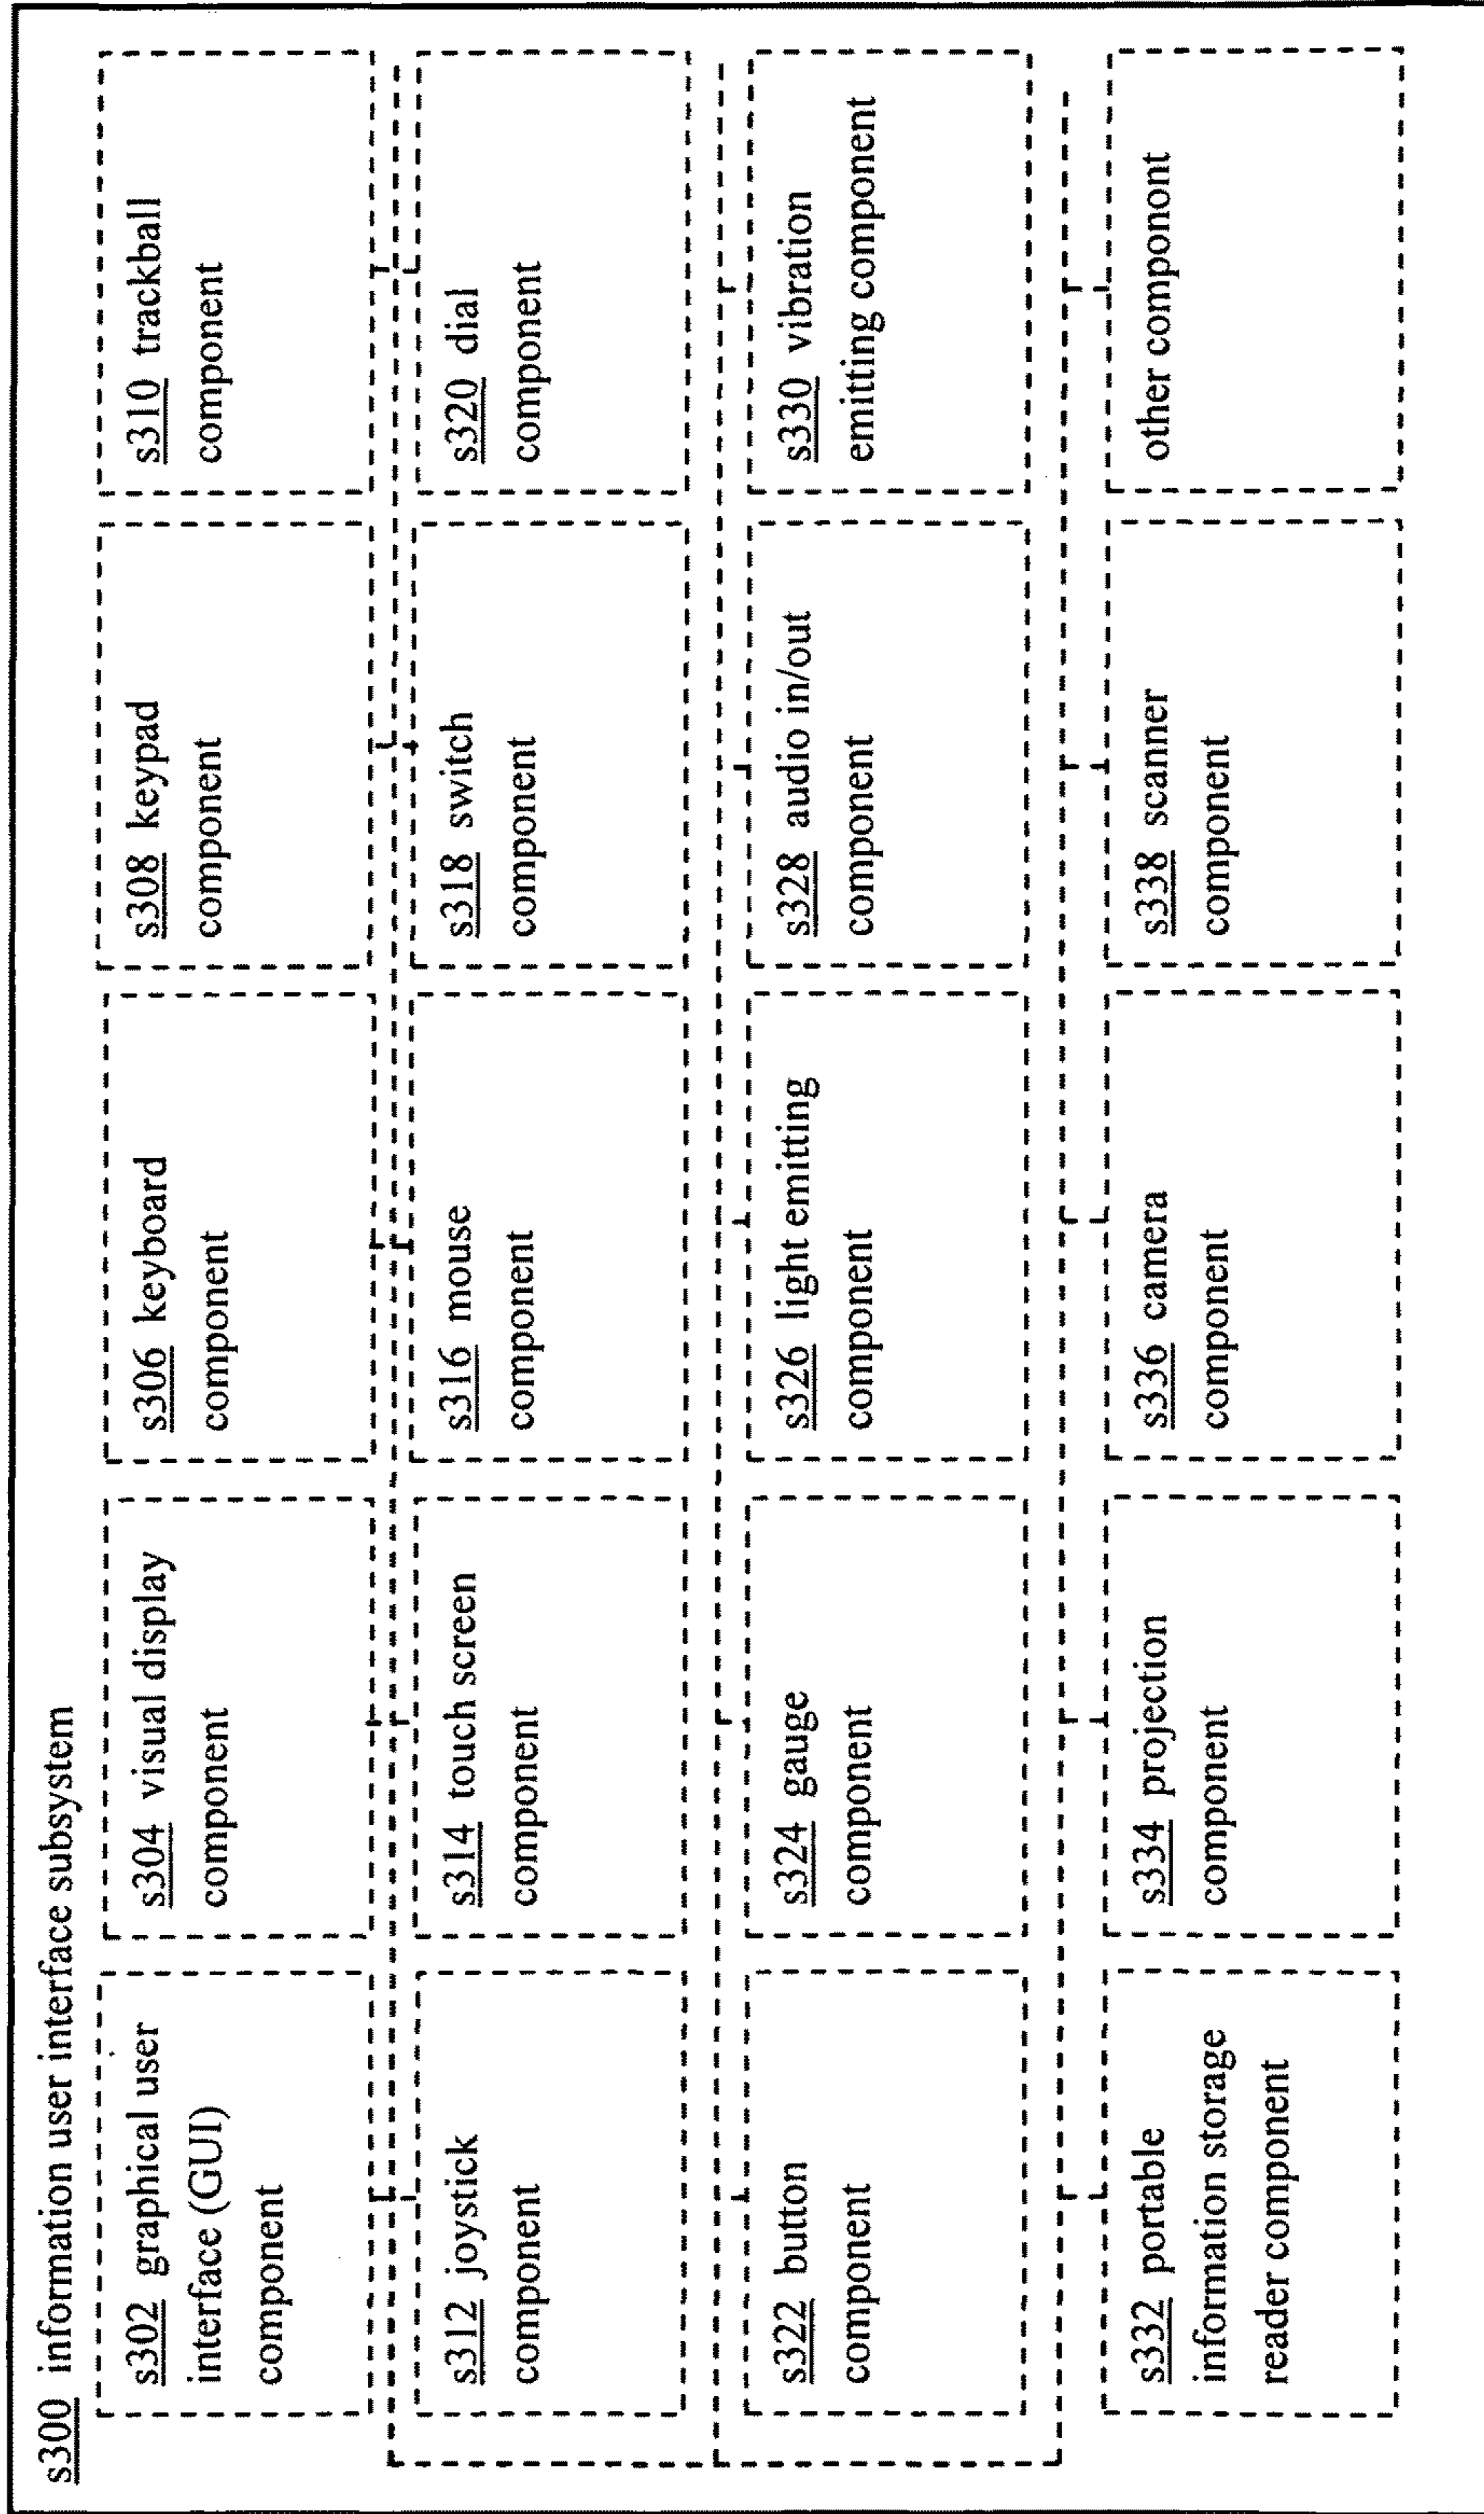 s300 information user interface subsystem
s302 graphical user
interface (GUI)
component
s304 visual display
component
s306 keyboard
component
s308 keypad
component
s310 trackball
component
s312 joystick
component
s314 touch screen
component
s316 mouse
component
s318 switch
component
s320 dial
component
s322 button
component
s324 gauge
component
s326 light emitting
component
s328 audio in/out
component
s330 vibration
emitting component
s332 portable
information storage
reader component
s334 projection
component
s336 camera
component
s338 scanner
component
other componont